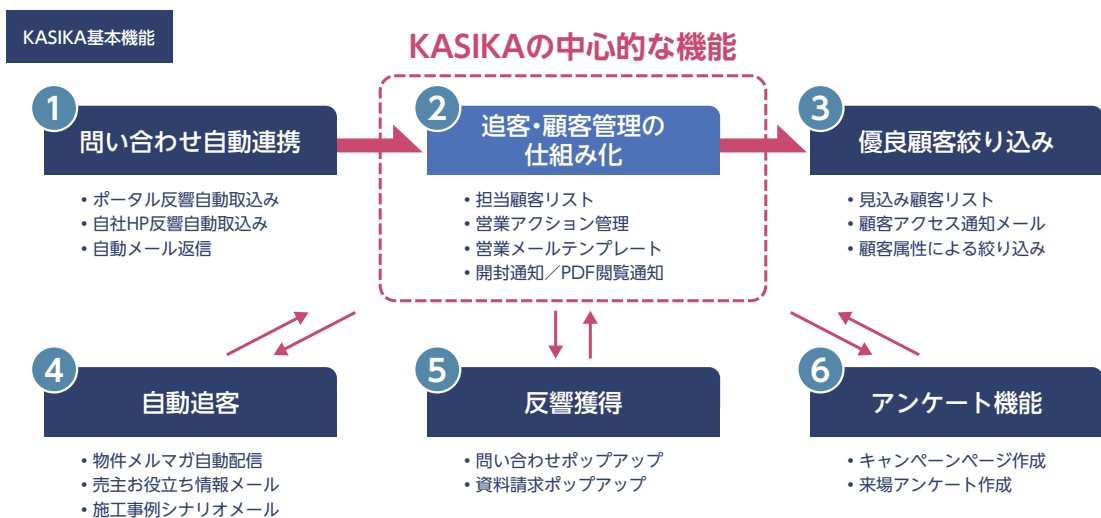 KASIKA基本機能
KASIKAの中心的な機能
1
問い合わせ自動連携
• ポータル反響自動取込み
• 自社HP反響自動取込み
• 自動メール返信
2
追客・顧客管理の
仕組み化
• 担当顧客リスト
• 営業アクション管理
• 営業メールテンプレート
• 開封通知／PDF閲覧通知
3
優良顧客絞り込み
• 見込み顧客リスト
• 顧客アクセス通知メール
• 顧客属性による絞り込み
4
自動追客
• 物件メルマガ自動配信
• 売主お役立ち情報メール
• 施工事例シナリオメール
5
反響獲得
• 問い合わせポップアップ
• 資料請求ポップアップ
6
アンケート機能
• キャンペーンページ作成
• 来場アンケート作成